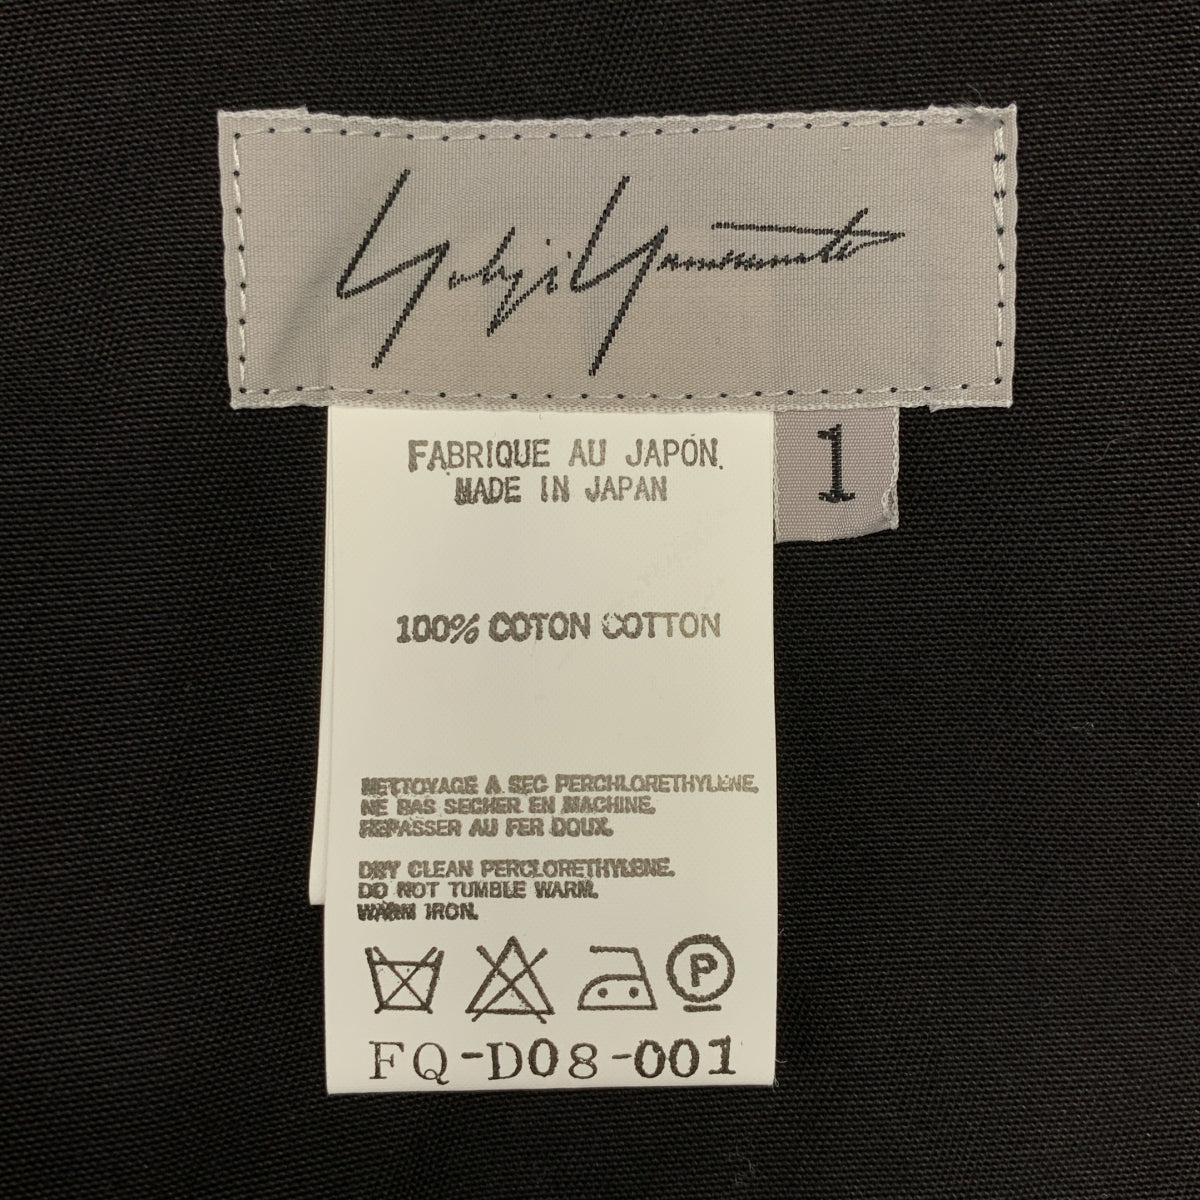 Yohji Yamamoto
1
FABRIQUE AU JAPON.
MADE IN JAPAN
100% COTON COTTON
NETTOYAGE A SEC PERCHLORETHYLENE.
NE BAS SECHER EN MACHINE.
REPASSER AU FER DOUX.
DRY CLEAN PERCLORETHYLENE.
DO NOT TUMBLE WARM.
WARM IRON.
P
FQ-D08-001